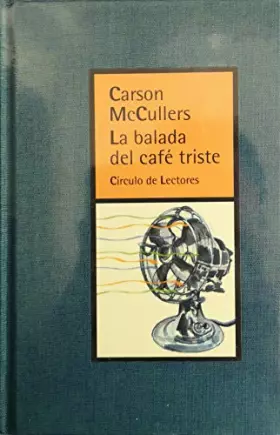 Carson
McCullers
La balada
del café triste
Círculo de Lectores